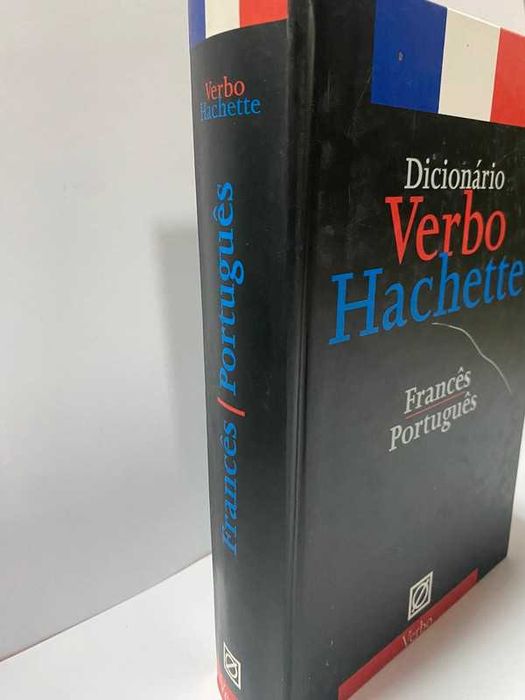 Verbo
Hachette
Francês / Português
Dicionário
Verbo
Hachette
Francês
Português
Verbo